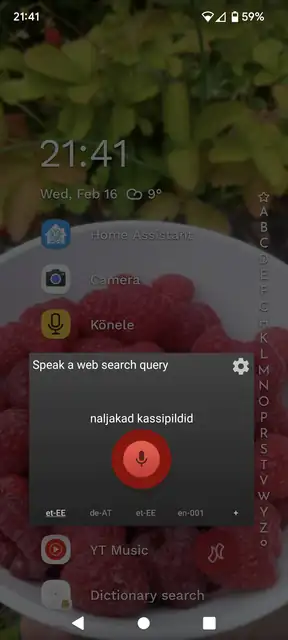 21:41
59%
21:41
Wed, Feb 16 9°
Home Assistant
Camera
Kõnele
Speak a web search query
naljakad kassipildid
et-EE de-AT et-EE en-001 +
YT Music
Dictionary search
A
B
C
D
E
F
G
H
I
J
K
L
M
N
O
P
R
S
T
V
W
Y
Z